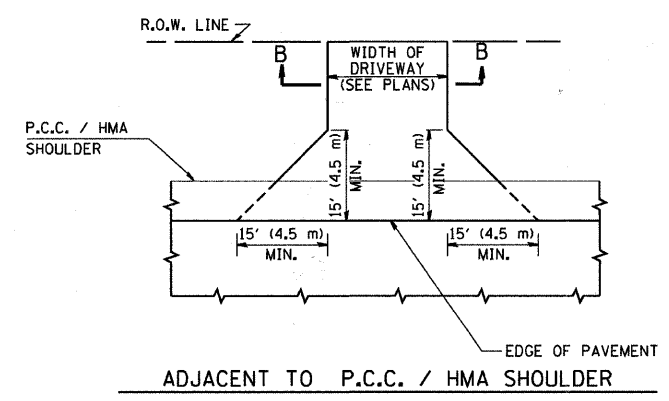 R.O.W. LINE
B
WIDTH OF
DRIVEWAY
(SEE PLANS)
B
P.C.C. / HMA
SHOULDER
15' (4.5 m)
MIN.
15' (4.5 m)
MIN.
15' (4.5 m)
MIN.
15' (4.5 m)
MIN.
EDGE OF PAVEMENT
ADJACENT TO P.C.C. / HMA SHOULDER